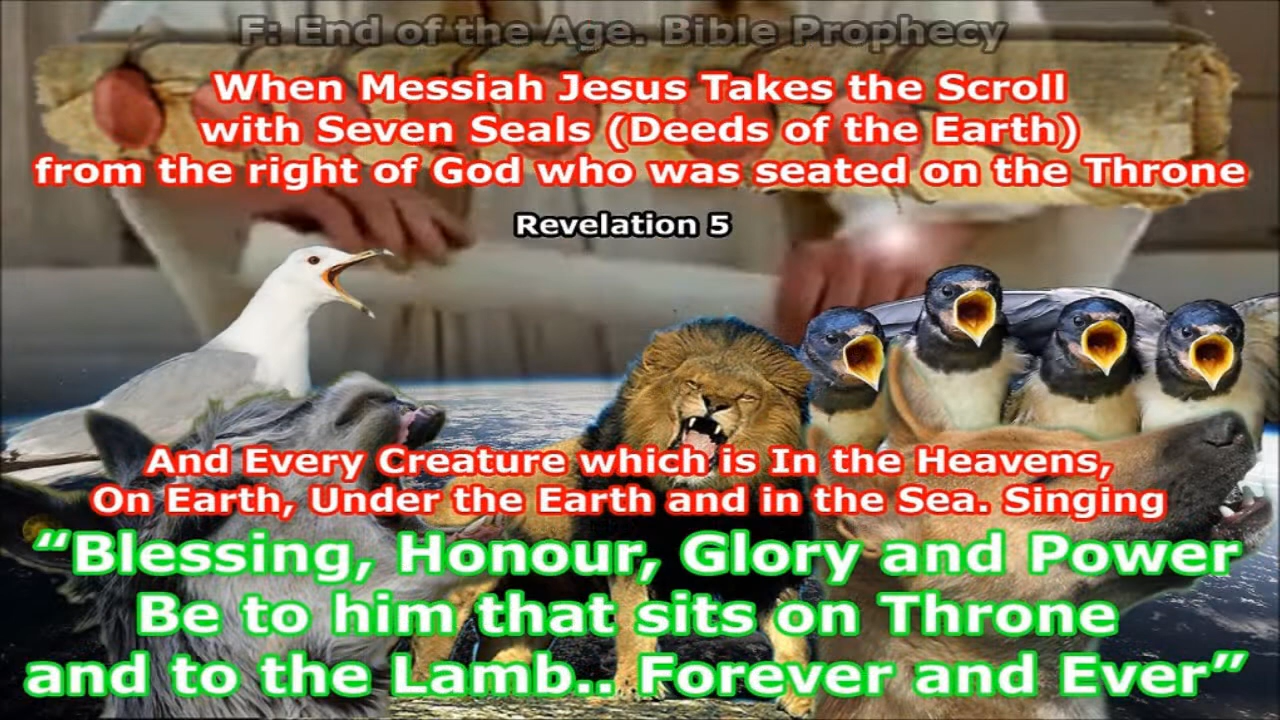 F: End of the Age. Bible Prophecy
When Messiah Jesus Takes the Scroll
with Seven Seals (Deeds of the Earth)
from the right of God who was seated on the Throne
Revelation 5
And Every Creature which is In the Heavens,
On Earth, Under the Earth and in the Sea. Singing
“Blessing, Honour, Glory and Power
Be to him that sits on Throne
and to the Lamb.. Forever and Ever”